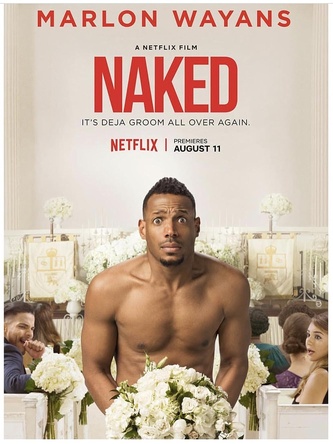 MARLON WAYANS
A NETFLIX FILM
NAKED
IT'S DEJA GROOM ALL OVER AGAIN.
NETFLIX | PREMIERES
AUGUST 11